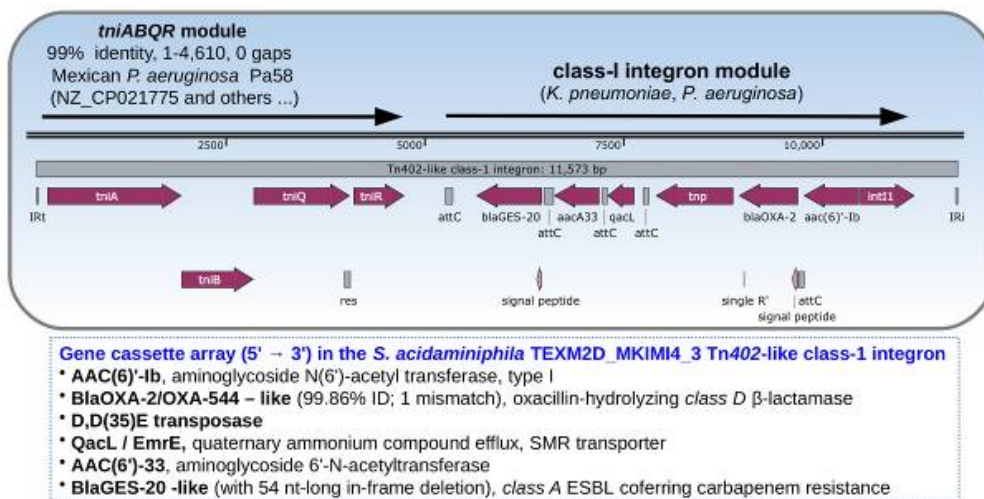 tniABQR module
99% identity, 1-4,610, 0 gaps
Mexican P. aeruginosa Pa58
(NZ_CP021775 and others ...)
class-I integron module
(K. pneumoniae, P. aeruginosa)
2500 5000 7500 10,000
Tn402-like class-1 integron: 11,573 bp
tniA tniQ tniR tnp intI1
IRt attC blaGES-20 aacA33 qacL blaOXA-2 aac(6)'-Ib IRi
attC attC attC
tniB
res signal peptide single R' attC
signal peptide
Gene cassette array (5' → 3') in the S. acidaminiphila TEXM2D_MKIMI4_3 Tn402-like class-1 integron
• AAC(6)'-Ib, aminoglycoside N(6')-acetyl transferase, type I
• BlaOXA-2/OXA-544 – like (99.86% ID; 1 mismatch), oxacillin-hydrolyzing class D β-lactamase
• D,D(35)E transposase
• QacL / EmrE, quaternary ammonium compound efflux, SMR transporter
• AAC(6')-33, aminoglycoside 6'-N-acetyltransferase
• BlaGES-20 -like (with 54 nt-long in-frame deletion), class A ESBL coferring carbapenem resistance